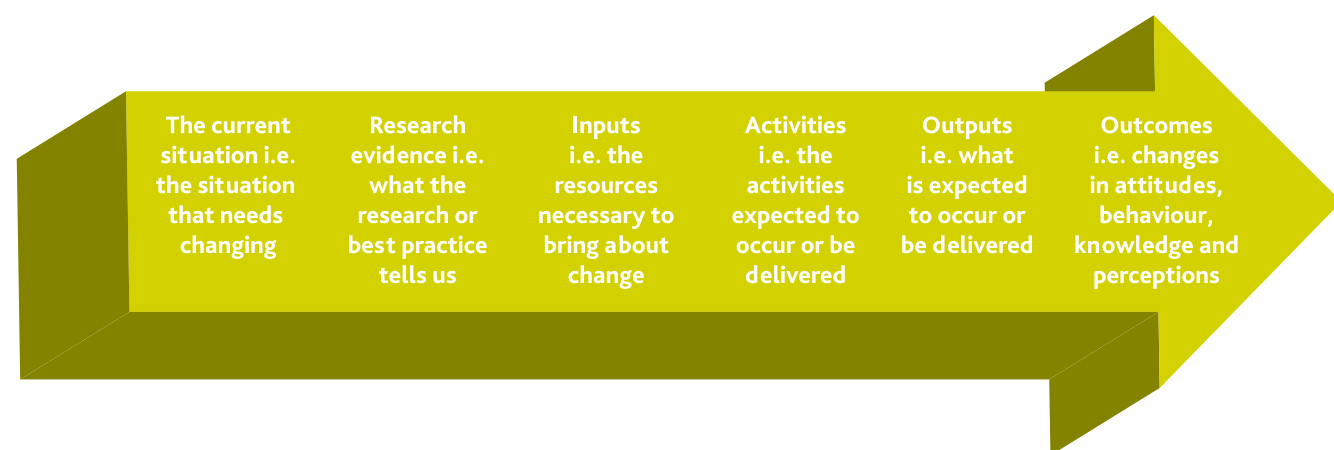 The current
situation i.e.
the situation
that needs
changing
Research
evidence i.e.
what the
research or
best practice
tells us
Inputs
i.e. the
resources
necessary to
bring about
change
Activities
i.e. the
activities
expected to
occur or be
delivered
Outputs
i.e. what
is expected
to occur or
be delivered
Outcomes
i.e. changes
in attitudes,
behaviour,
knowledge and
perceptions